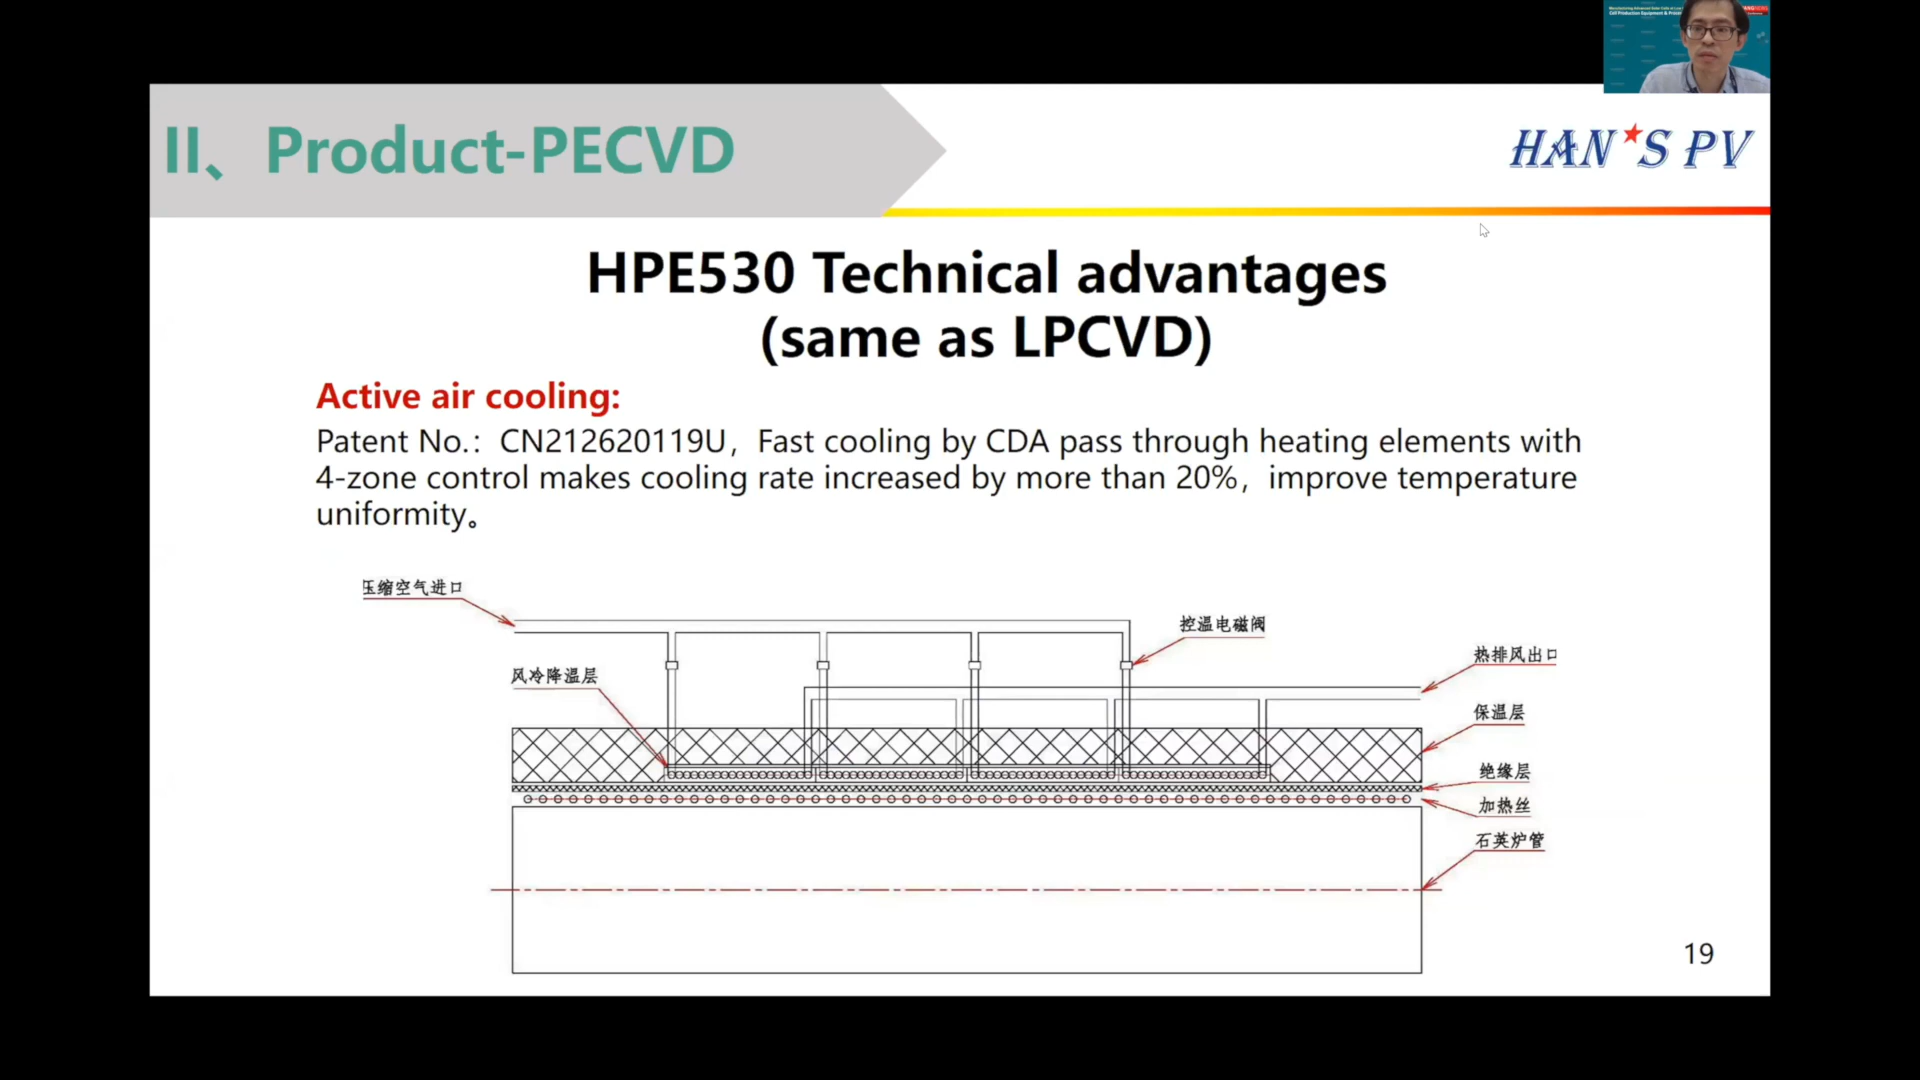 II、Product-PECVD
HAN★S PV
HPE530 Technical advantages
(same as LPCVD)
Active air cooling:
Patent No.：CN212620119U，Fast cooling by CDA pass through heating elements with
4-zone control makes cooling rate increased by more than 20%，improve temperature
uniformity。
压缩空气进口
控温电磁阀
热排风出口
风冷降温层
保温层
绝缘层
加热丝
石英炉管
19